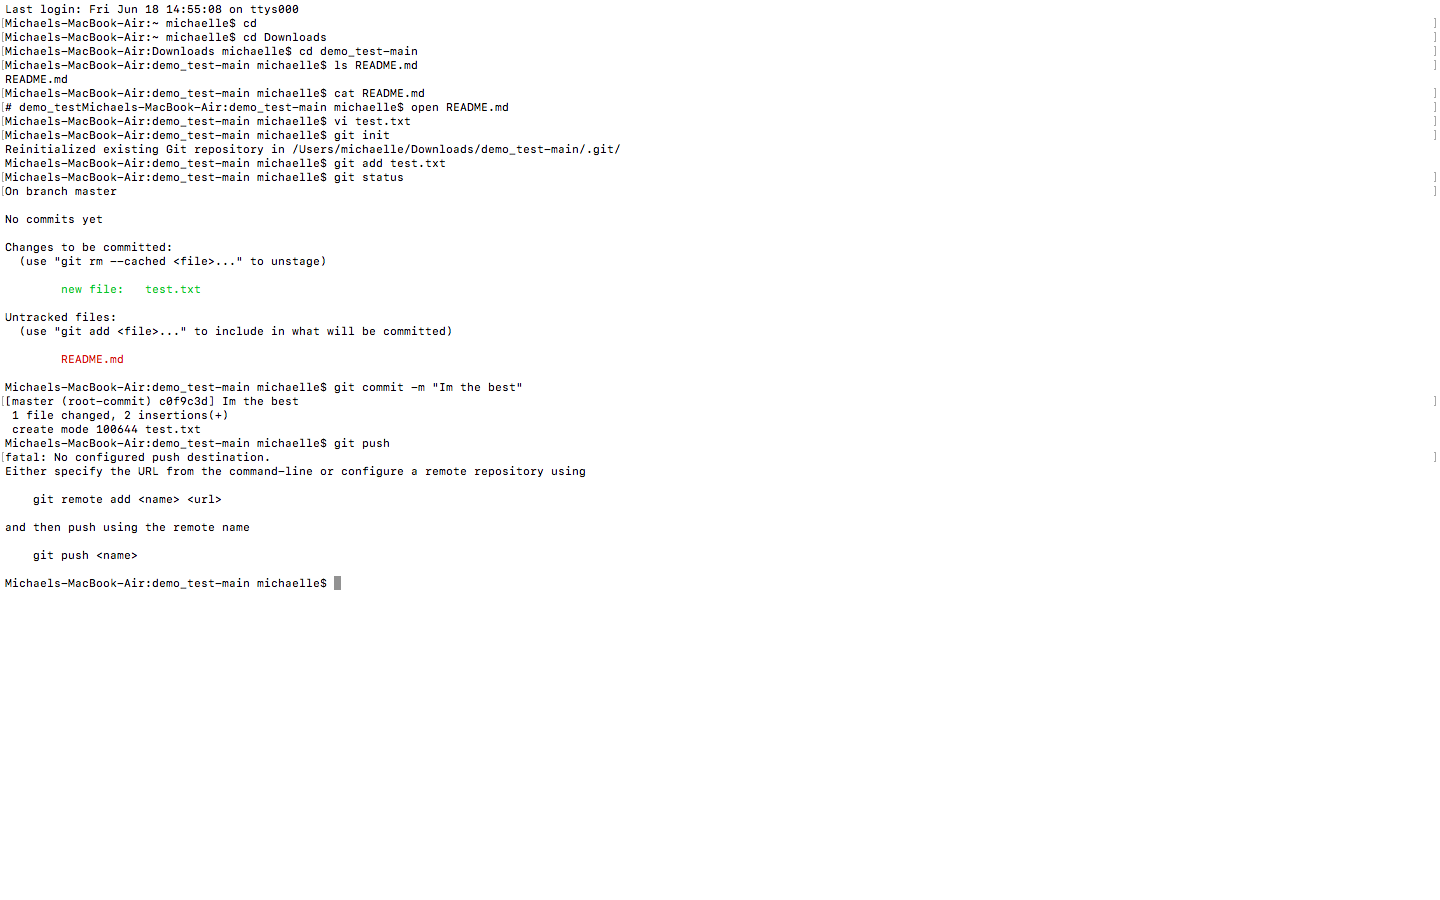 Last login: Fri Jun 18 14:55:08 on ttys000
[Michaels-MacBook-Air:~ michaelle$ cd ]
[Michaels-MacBook-Air:~ michaelle$ cd Downloads ]
[Michaels-MacBook-Air:Downloads michaelle$ cd demo_test-main ]
[Michaels-MacBook-Air:demo_test-main michaelle$ ls README.md ]
README.md
[Michaels-MacBook-Air:demo_test-main michaelle$ cat README.md ]
[# demo_testMichaels-MacBook-Air:demo_test-main michaelle$ open README.md ]
[Michaels-MacBook-Air:demo_test-main michaelle$ vi test.txt ]
[Michaels-MacBook-Air:demo_test-main michaelle$ git init ]
Reinitialized existing Git repository in /Users/michaelle/Downloads/demo_test-main/.git/
Michaels-MacBook-Air:demo_test-main michaelle$ git add test.txt
[Michaels-MacBook-Air:demo_test-main michaelle$ git status ]
[On branch master ]
No commits yet
Changes to be committed:
(use "git rm --cached <file>..." to unstage)
new file: test.txt
Untracked files:
(use "git add <file>..." to include in what will be committed)
README.md
Michaels-MacBook-Air:demo_test-main michaelle$ git commit -m "Im the best"
[[master (root-commit) c0f9c3d] Im the best ]
1 file changed, 2 insertions(+)
create mode 100644 test.txt
Michaels-MacBook-Air:demo_test-main michaelle$ git push
[fatal: No configured push destination. ]
Either specify the URL from the command-line or configure a remote repository using
git remote add <name> <url>
and then push using the remote name
git push <name>
Michaels-MacBook-Air:demo_test-main michaelle$